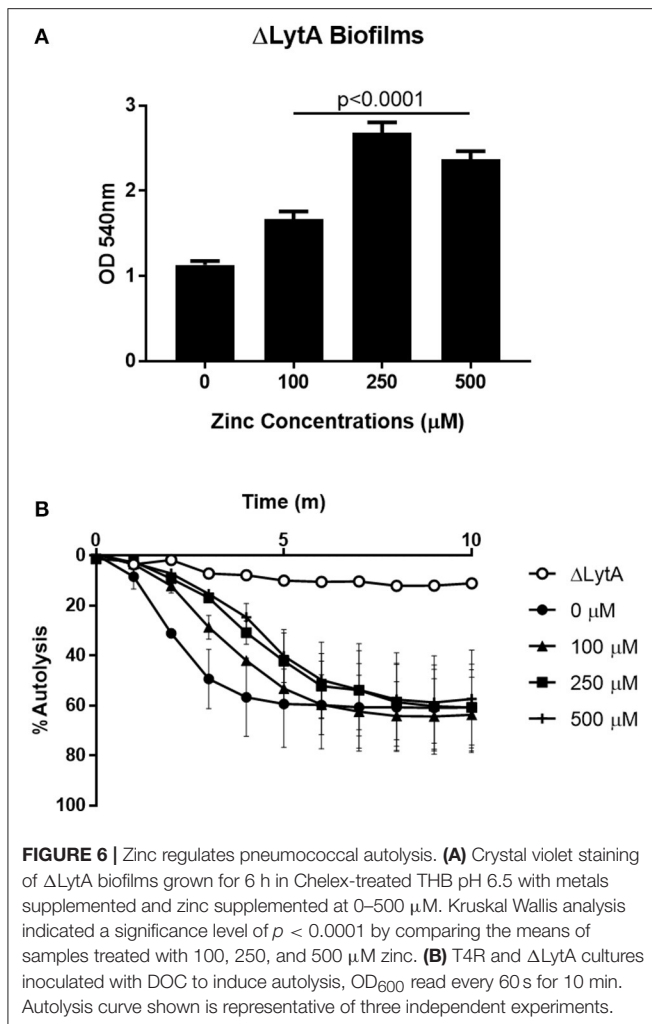 A
ΔLytA Biofilms
p<0.0001
3
2
1
0
OD 540nm
0 100 250 500
Zinc Concentrations (μM)
B
Time (m)
0 5 10
0
20
40
60
80
100
% Autolysis
ΔLytA
0 μM
100 μM
250 μM
500 μM
FIGURE 6 | Zinc regulates pneumococcal autolysis. (A) Crystal violet staining
of ΔLytA biofilms grown for 6 h in Chelex-treated THB pH 6.5 with metals
supplemented and zinc supplemented at 0–500 μM. Kruskal Wallis analysis
indicated a significance level of p < 0.0001 by comparing the means of
samples treated with 100, 250, and 500 μM zinc. (B) T4R and ΔLytA cultures
inoculated with DOC to induce autolysis, OD600 read every 60 s for 10 min.
Autolysis curve shown is representative of three independent experiments.